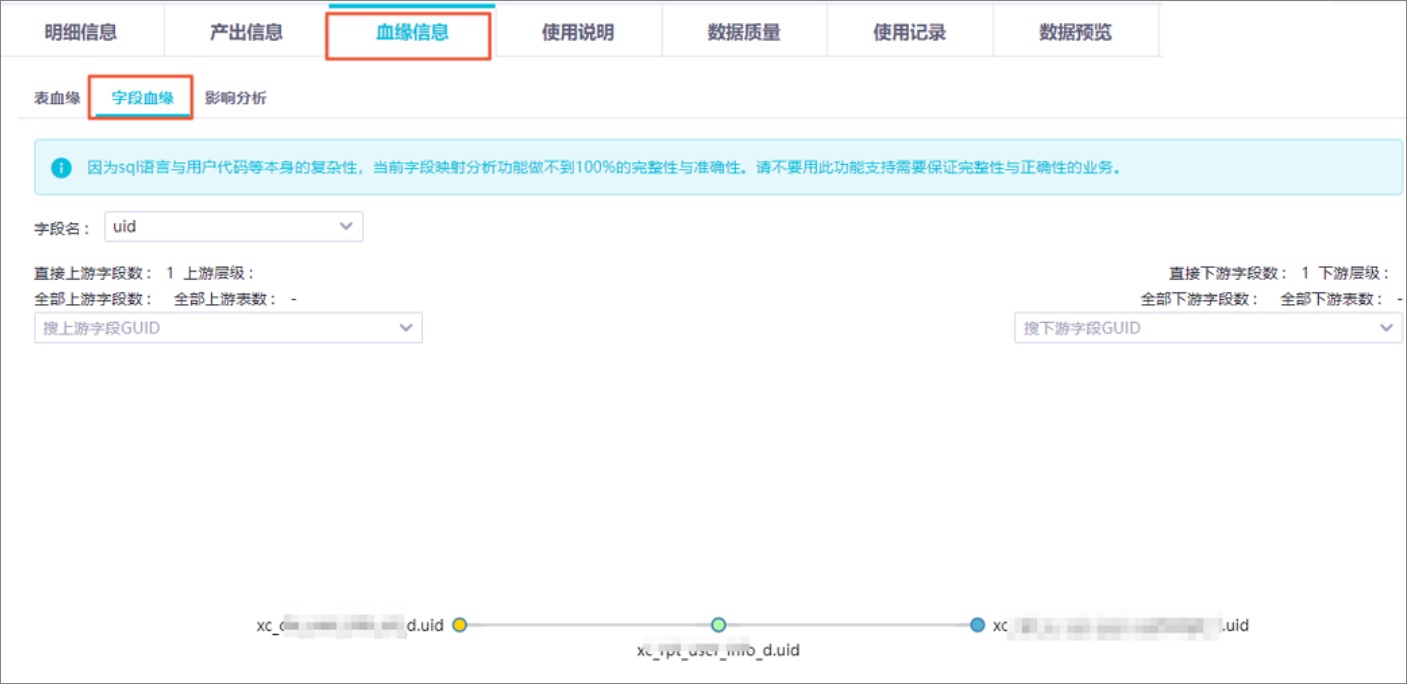 明细信息 产出信息 血缘信息 使用说明 数据质量 使用记录 数据预览
表血缘 字段血缘 影响分析
因为sql语言与用户代码等本身的复杂性，当前字段映射分析功能做不到100%的完整性与准确性。请不要用此功能支持需要保证完整性与正确性的业务。
字段名： uid
直接上游字段数： 1 上游层级： 直接下游字段数： 1 下游层级：
全部上游字段数： 全部上游表数： - 全部下游字段数： 全部下游表数： -
搜上游字段GUID 搜下游字段GUID
d.uid .uid
xc_rpt_user_info_d.uid